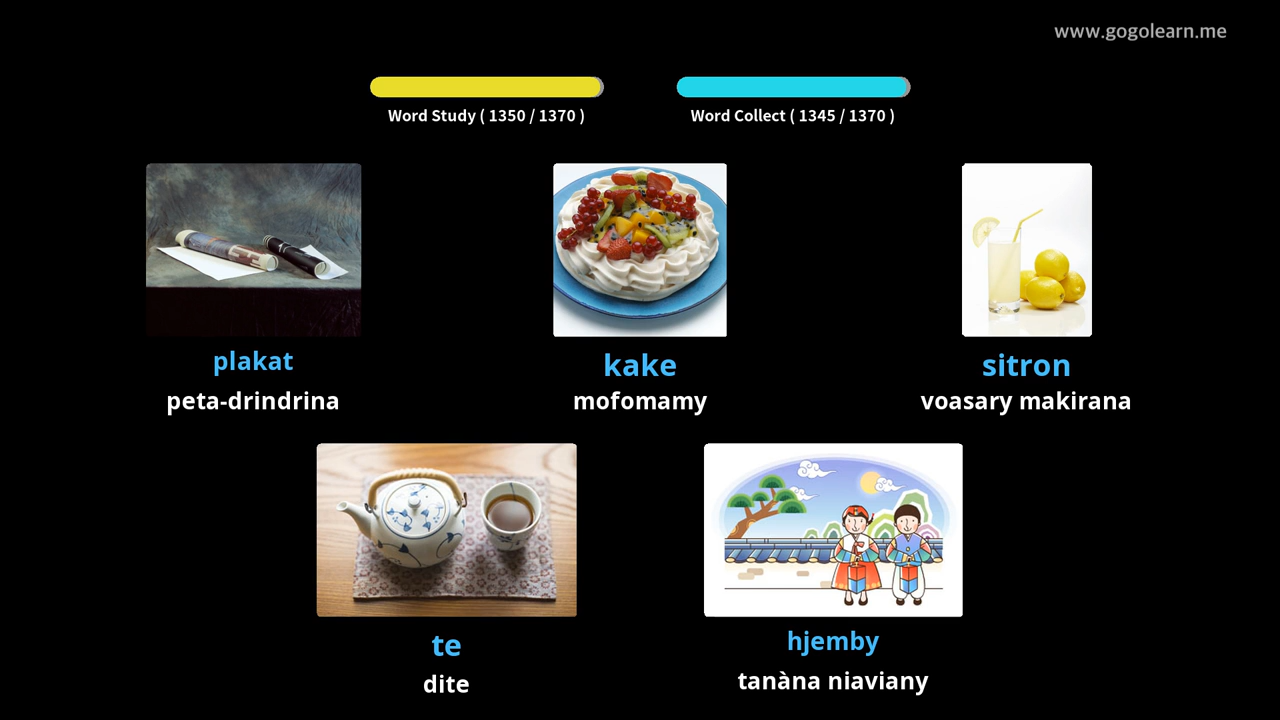 www.gogolearn.me
Word Study ( 1350 / 1370 )
Word Collect ( 1345 / 1370 )
plakat
peta-drindrina
kake
mofomamy
sitron
voasary makirana
te
dite
hjemby
tanàna niaviany